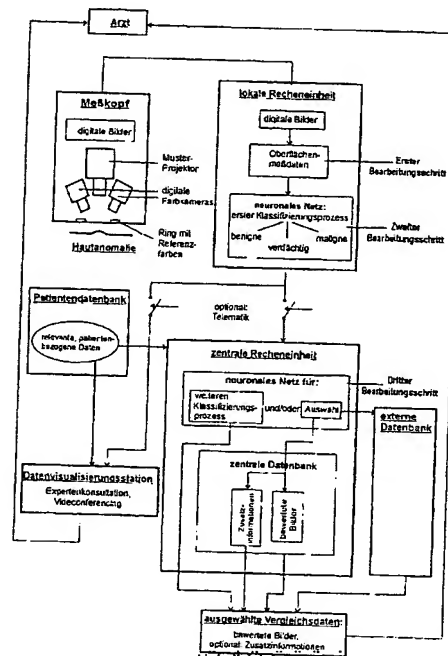 Arzt
Meßkopf
digitale Bilder
Muster-
Projektor
digitale
Farbkameras
Ring mit
Referenz-
farben
Hautanomalie
lokale Recheneinheit
digitale Bilder
Oberflächen-
meßdaten
Erster
Bearbeitungsschritt
neuronales Netz:
erster Klassifizierungsprozess
benigne
maligne
verdächtig
Zweiter
Bearbeitungsschritt
optional:
Telematik
Patientendatenbank
relevante, patienten-
bezogene Daten
zentrale Recheneinheit
neuronales Netz für:
weiteren
Klassifizierungs-
prozess
und/oder
Auswahl
Dritter
Bearbeitungsschritt
externe
Datenbank
zentrale Datenbank
Zusatz-
informationen
bewertete
Bilder
Datenvisualisierungsstation
Expertenkonsultation,
Videoconferencing
ausgewählte Vergleichsdaten:
bewertete Bilder,
optional: Zusatzinformationen